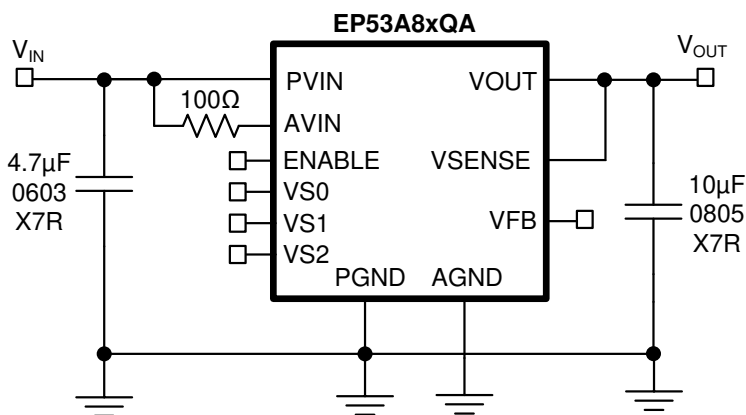 EP53A8xQA
VIN
VOUT
100Ω
PVIN
VOUT
AVIN
ENABLE
VSENSE
VS0
VS1
VFB
VS2
PGND
AGND
4.7µF
0603
X7R
10µF
0805
X7R